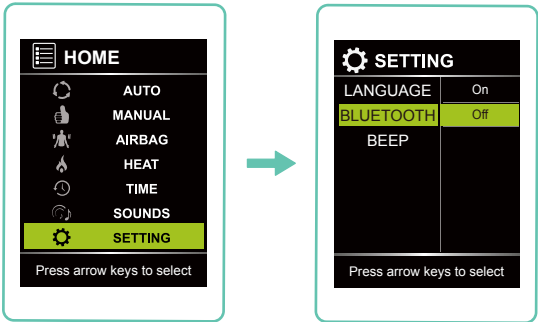 HOME
AUTO
MANUAL
AIRBAG
HEAT
TIME
SOUNDS
SETTING
Press arrow keys to select
SETTING
LANGUAGE On
BLUETOOTH Off
BEEP
Press arrow keys to select